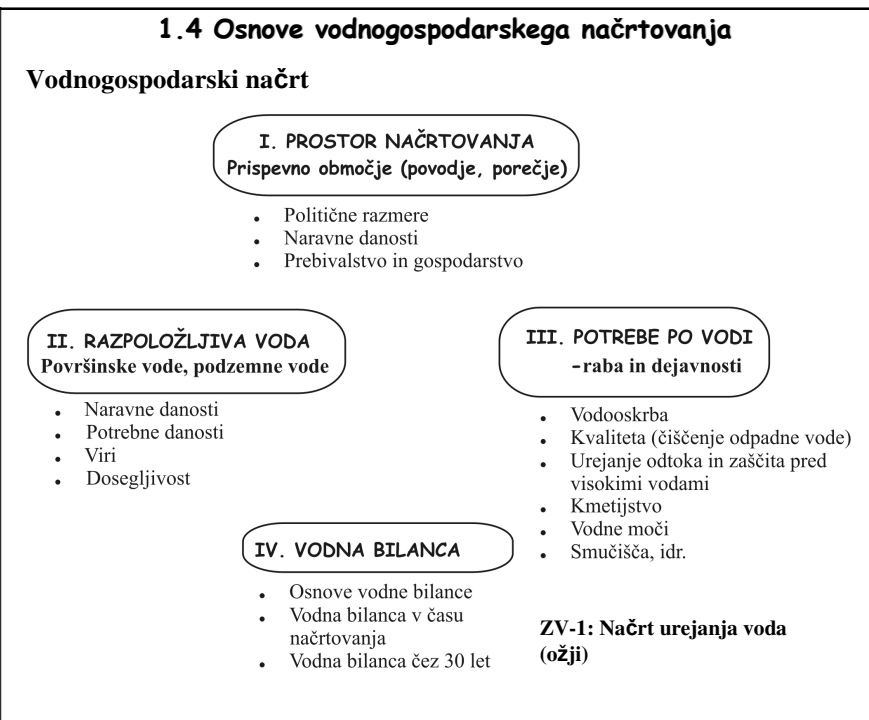 1.4 Osnove vodnogospodarskega načrtovanja
Vodnogospodarski načrt
I. PROSTOR NAČRTOVANJA
Prispevno območje (povodje, porečje)
• Politične razmere
• Naravne danosti
• Prebivalstvo in gospodarstvo
II. RAZPOLOŽLJIVA VODA
Površinske vode, podzemne vode
• Naravne danosti
• Potrebne danosti
• Viri
• Dosegljivost
III. POTREBE PO VODI
-raba in dejavnosti
• Vodooskrba
• Kvaliteta (čiščenje odpadne vode)
• Urejanje odtoka in zaščita pred
visokimi vodami
• Kmetijstvo
• Vodne moči
• Smučišča, idr.
IV. VODNA BILANCA
• Osnove vodne bilance
• Vodna bilanca v času
načrtovanja
• Vodna bilanca čez 30 let
ZV-1: Načrt urejanja voda
(ožji)